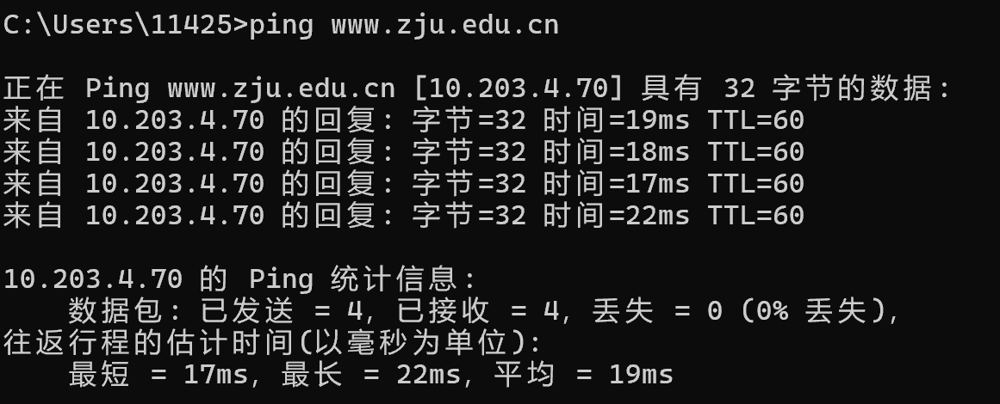 C:\Users\11425>ping www.zju.edu.cn
正在 Ping www.zju.edu.cn [10.203.4.70] 具有 32 字节的数据:
来自 10.203.4.70 的回复: 字节=32 时间=19ms TTL=60
来自 10.203.4.70 的回复: 字节=32 时间=18ms TTL=60
来自 10.203.4.70 的回复: 字节=32 时间=17ms TTL=60
来自 10.203.4.70 的回复: 字节=32 时间=22ms TTL=60
10.203.4.70 的 Ping 统计信息:
数据包: 已发送 = 4, 已接收 = 4, 丢失 = 0 (0% 丢失),
往返行程的估计时间(以毫秒为单位):
最短 = 17ms, 最长 = 22ms, 平均 = 19ms